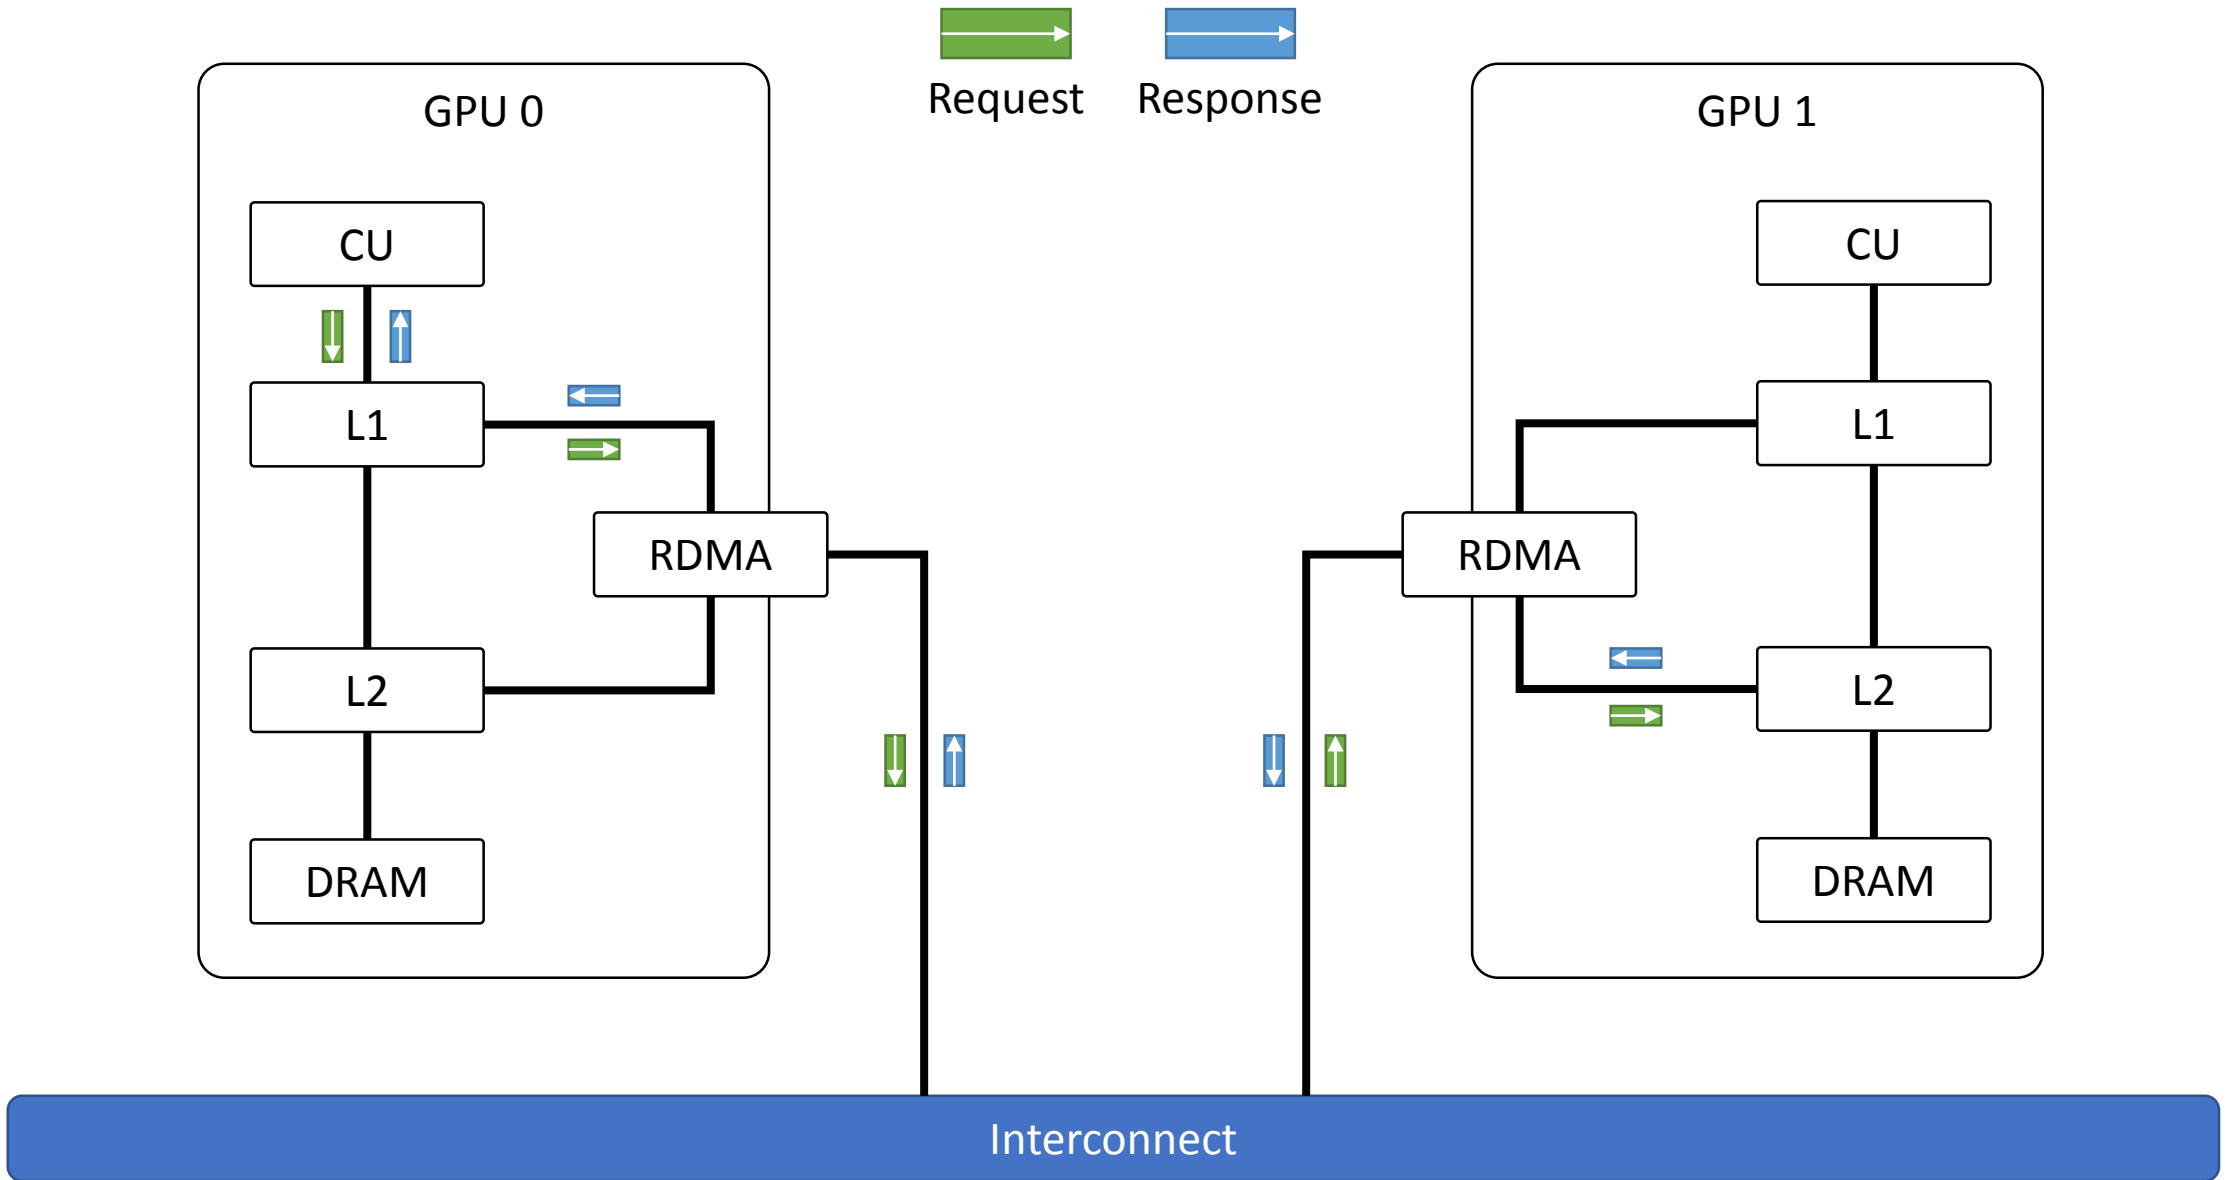 Request
Response
GPU 0
CU
L1
RDMA
L2
DRAM
GPU 1
CU
L1
RDMA
L2
DRAM
Interconnect